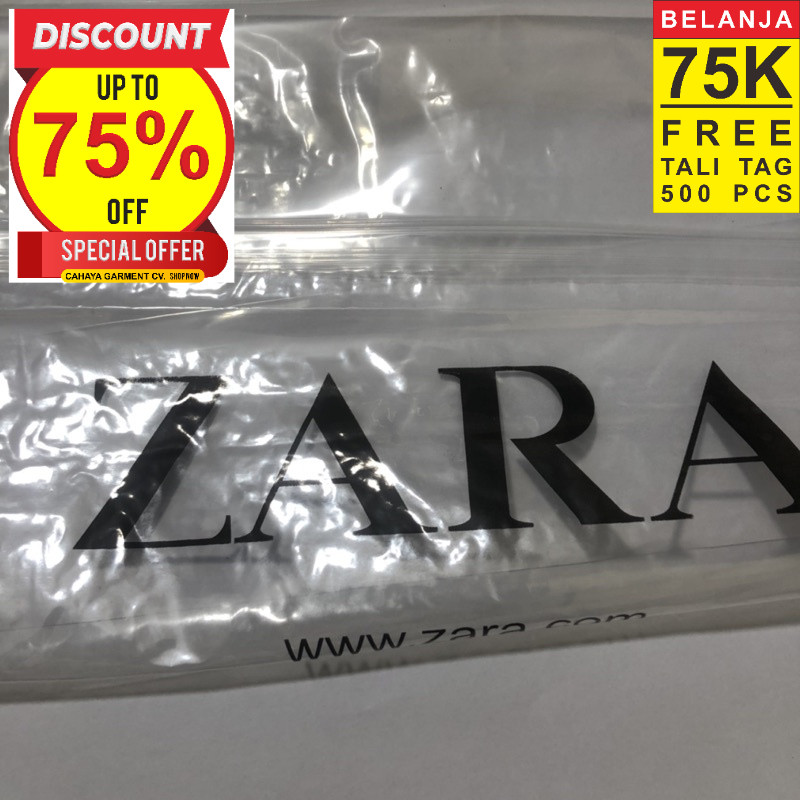 DISCOUNT
UP TO
75%
OFF
SPECIAL OFFER
CAHAYA GARMENT CV. SHOPNOW
BELANJA
75K
FREE
TALI TAG
500 PCS
ZARA
www.zara.com